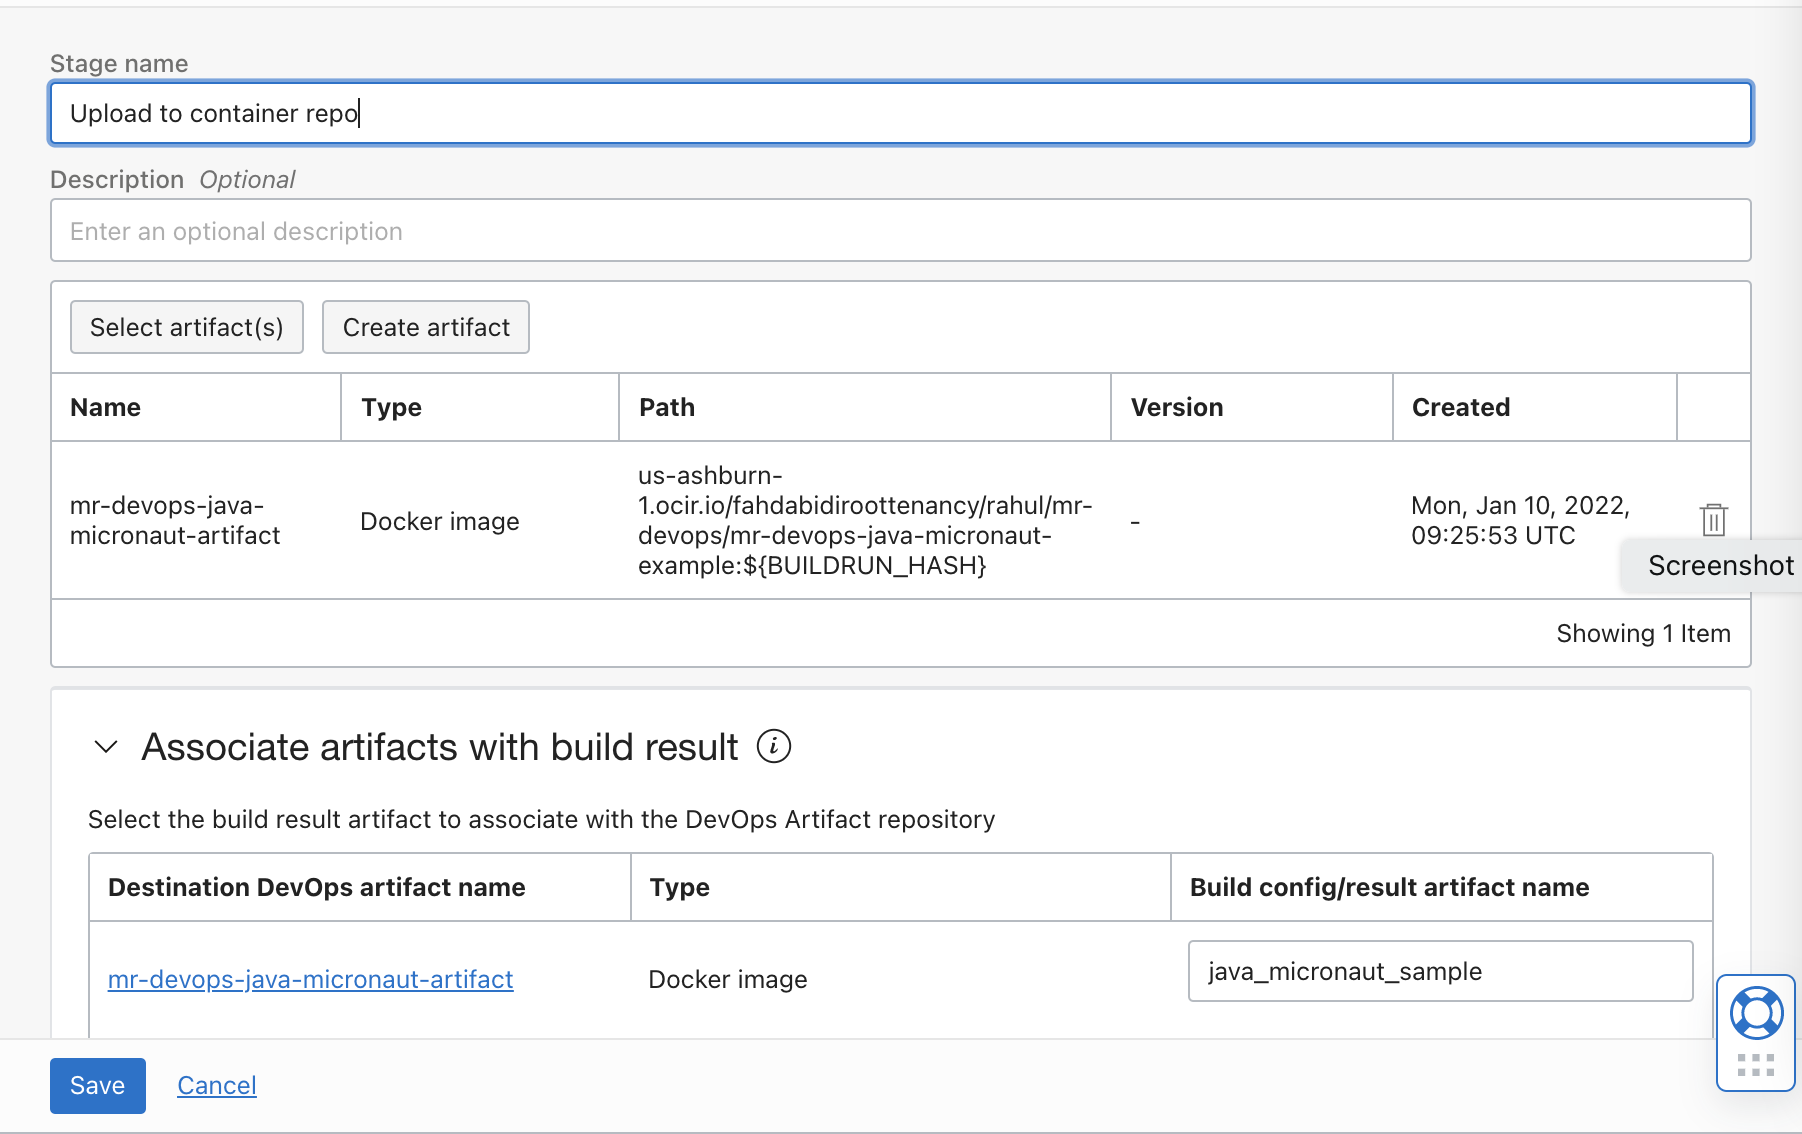 Stage name
Upload to container repo
Description Optional
Enter an optional description
Select artifact(s) Create artifact
Name Type Path Version Created
mr-devops-java-
micronaut-artifact
Docker image
us-ashburn-
1.ocir.io/fahdabidiroottenancy/rahul/mr-
devops/mr-devops-java-micronaut-
example:${BUILDRUN_HASH}
-
Mon, Jan 10, 2022,
09:25:53 UTC
Screenshot
Showing 1 Item
Associate artifacts with build result i
Select the build result artifact to associate with the DevOps Artifact repository
Destination DevOps artifact name Type Build config/result artifact name
mr-devops-java-micronaut-artifact Docker image java_micronaut_sample
Save Cancel